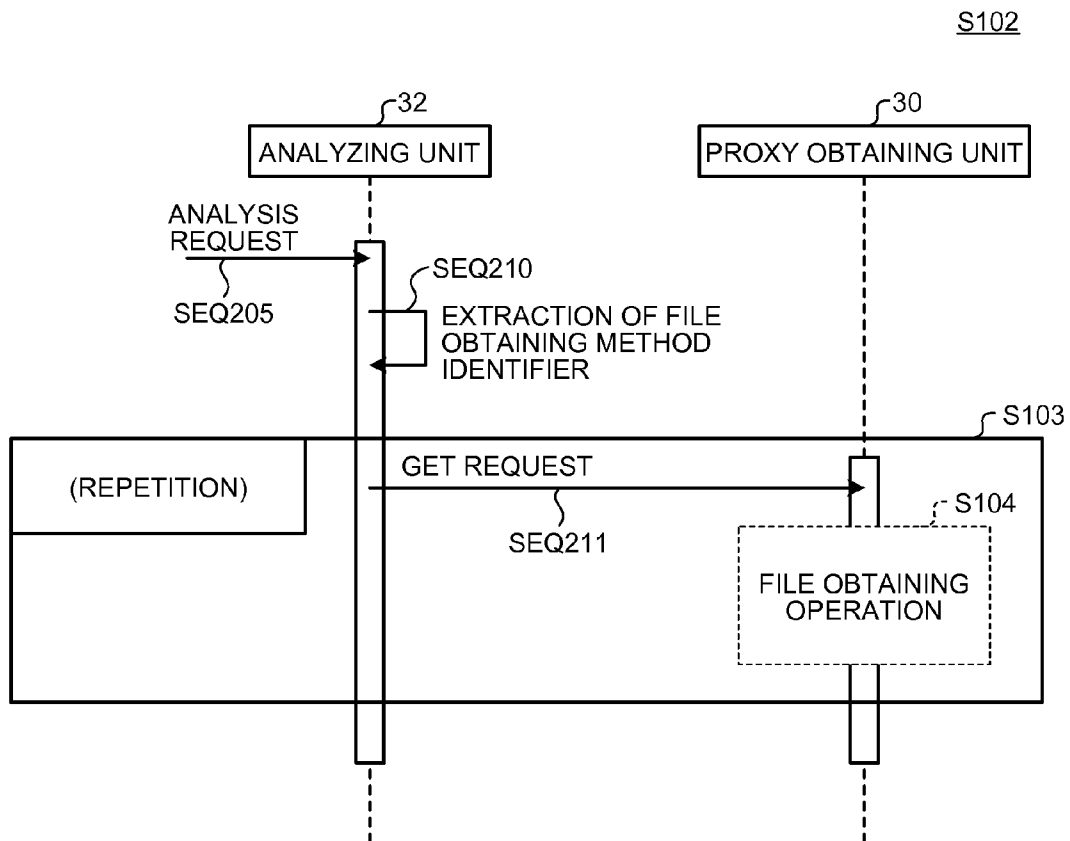 S102
32
30
ANALYZING UNIT
PROXY OBTAINING UNIT
ANALYSIS
REQUEST
SEQ205
SEQ210
EXTRACTION OF FILE
OBTAINING METHOD
IDENTIFIER
S103
(REPETITION)
GET REQUEST
SEQ211
S104
FILE OBTAINING
OPERATION